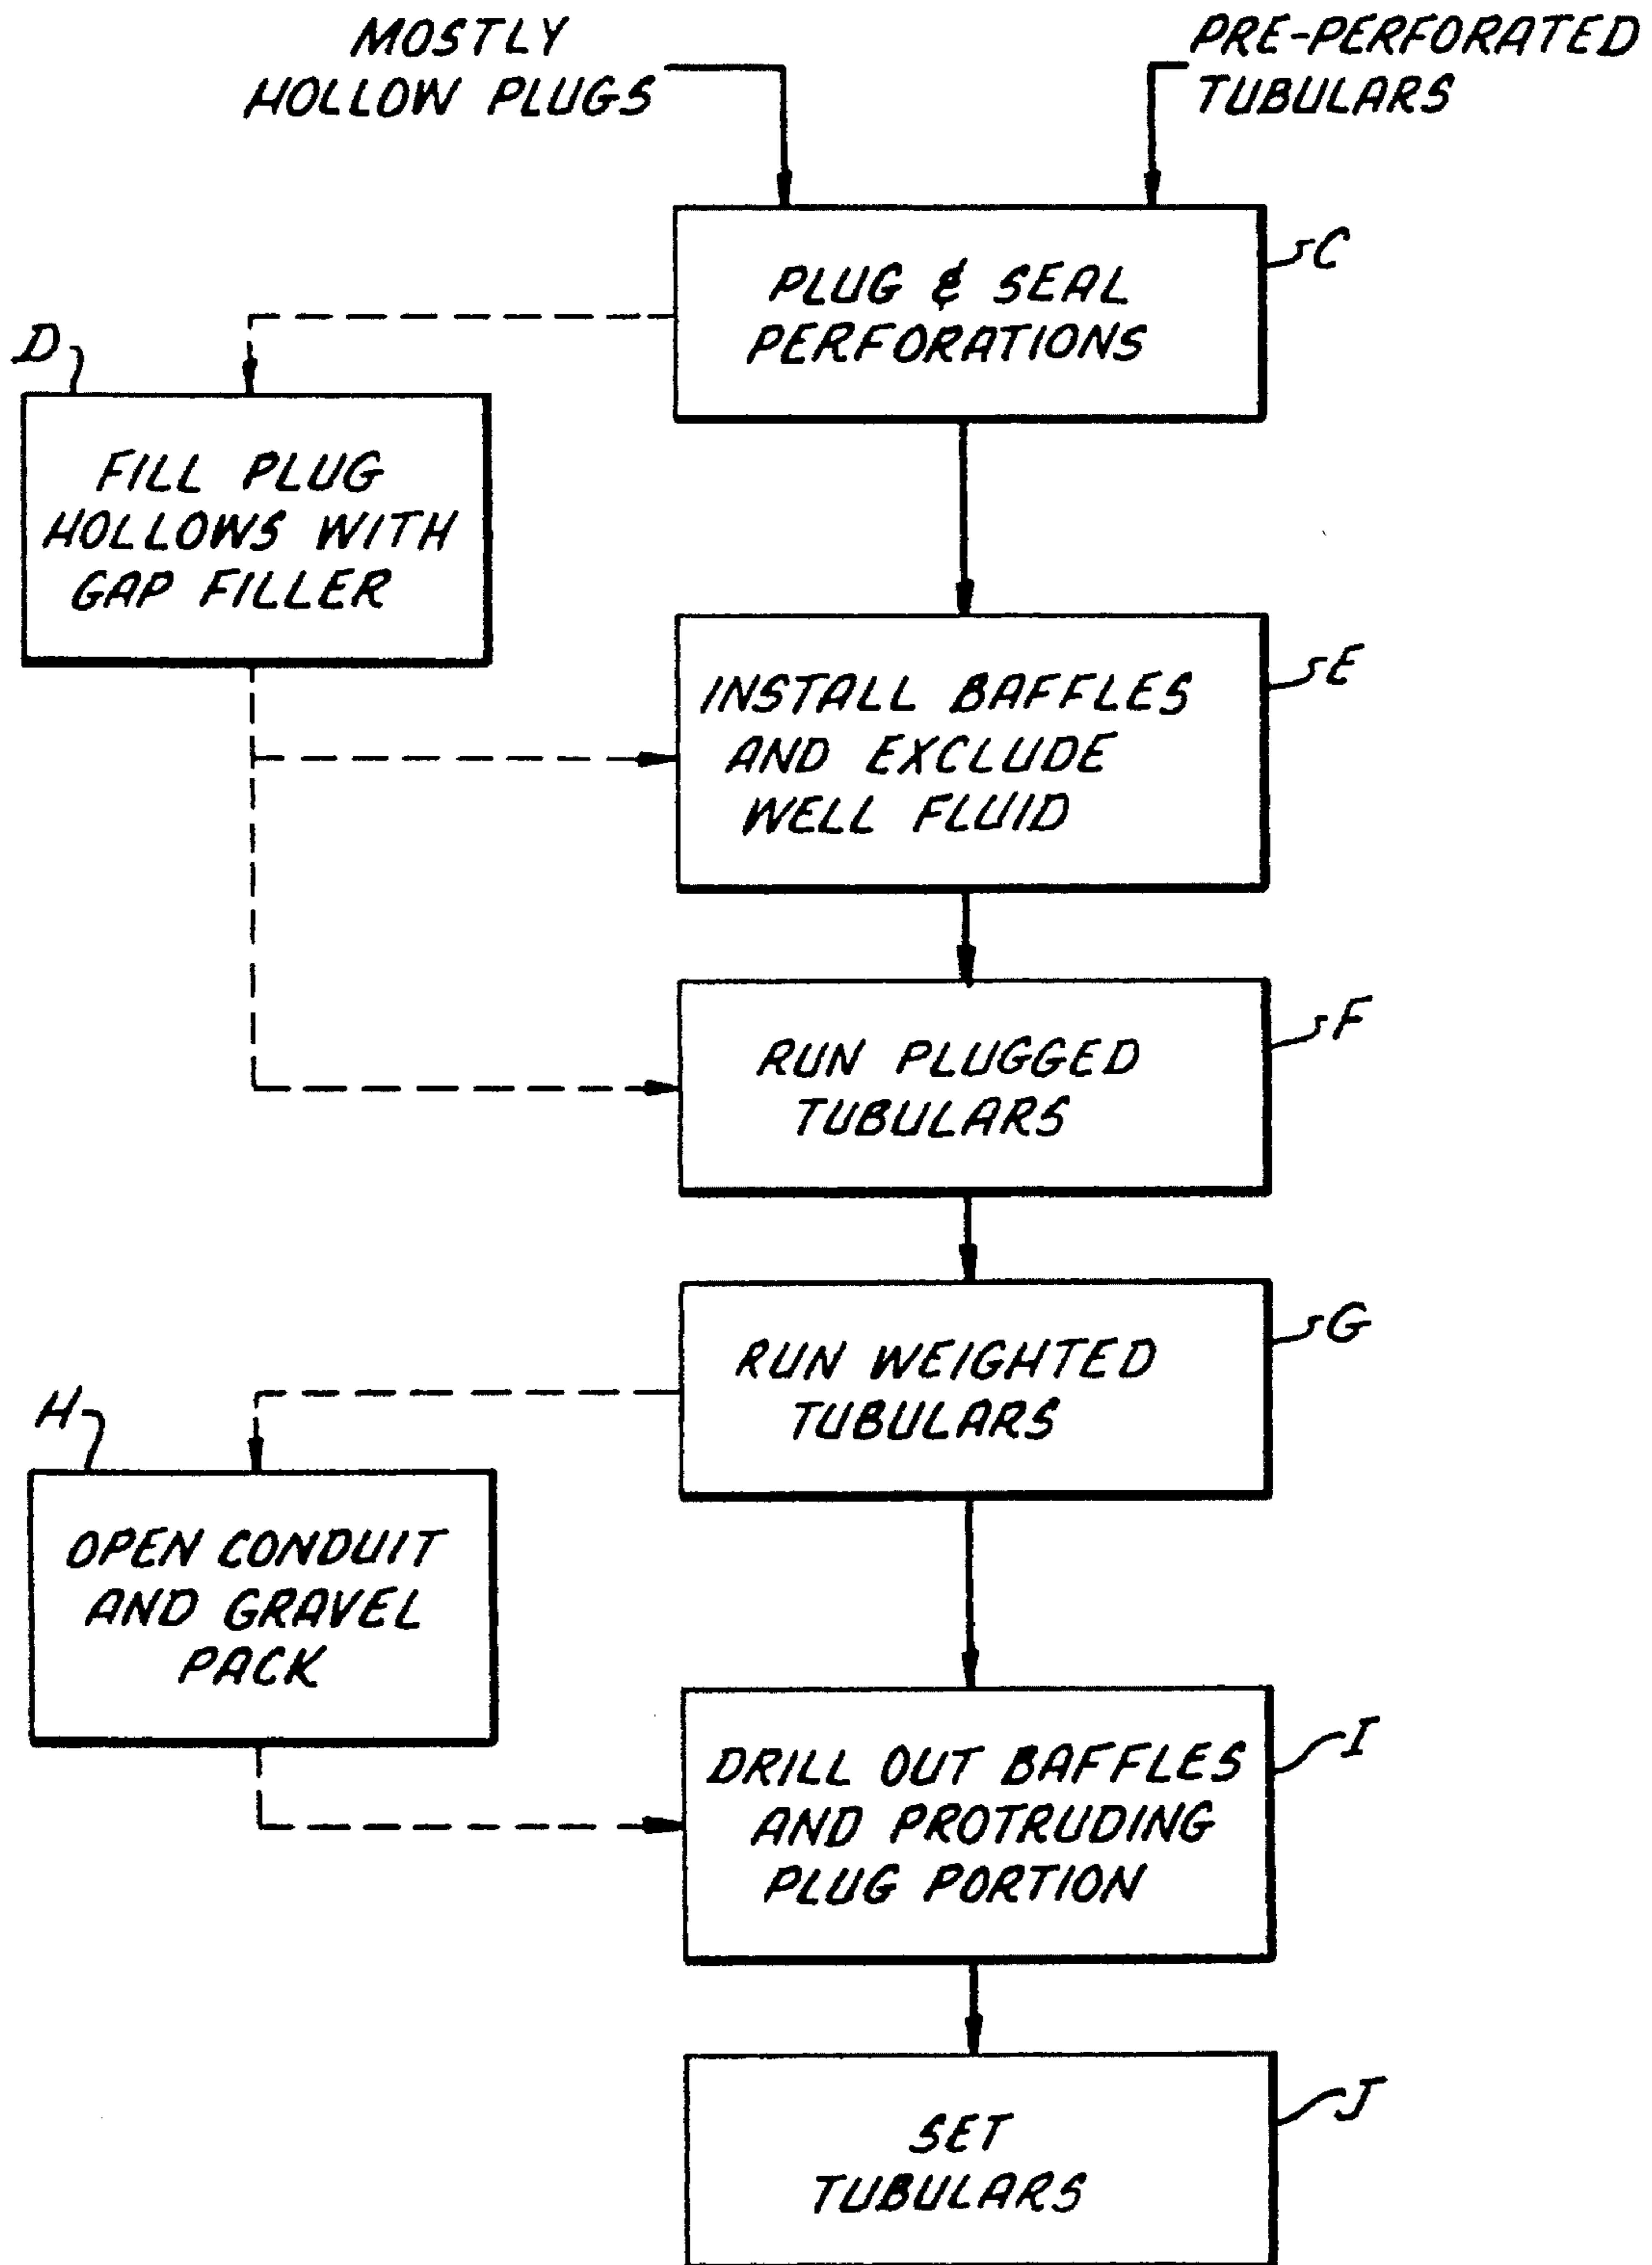 MOSTLY
HOLLOW PLUGS
PRE-PERFORATED
TUBULARS
C
PLUG & SEAL
PERFORATIONS
D
FILL PLUG
HOLLOWS WITH
GAP FILLER
E
INSTALL BAFFLES
AND EXCLUDE
WELL FLUID
F
RUN PLUGGED
TUBULARS
G
RUN WEIGHTED
TUBULARS
H
OPEN CONDUIT
AND GRAVEL
PACK
I
DRILL OUT BAFFLES
AND PROTRUDING
PLUG PORTION
J
SET
TUBULARS